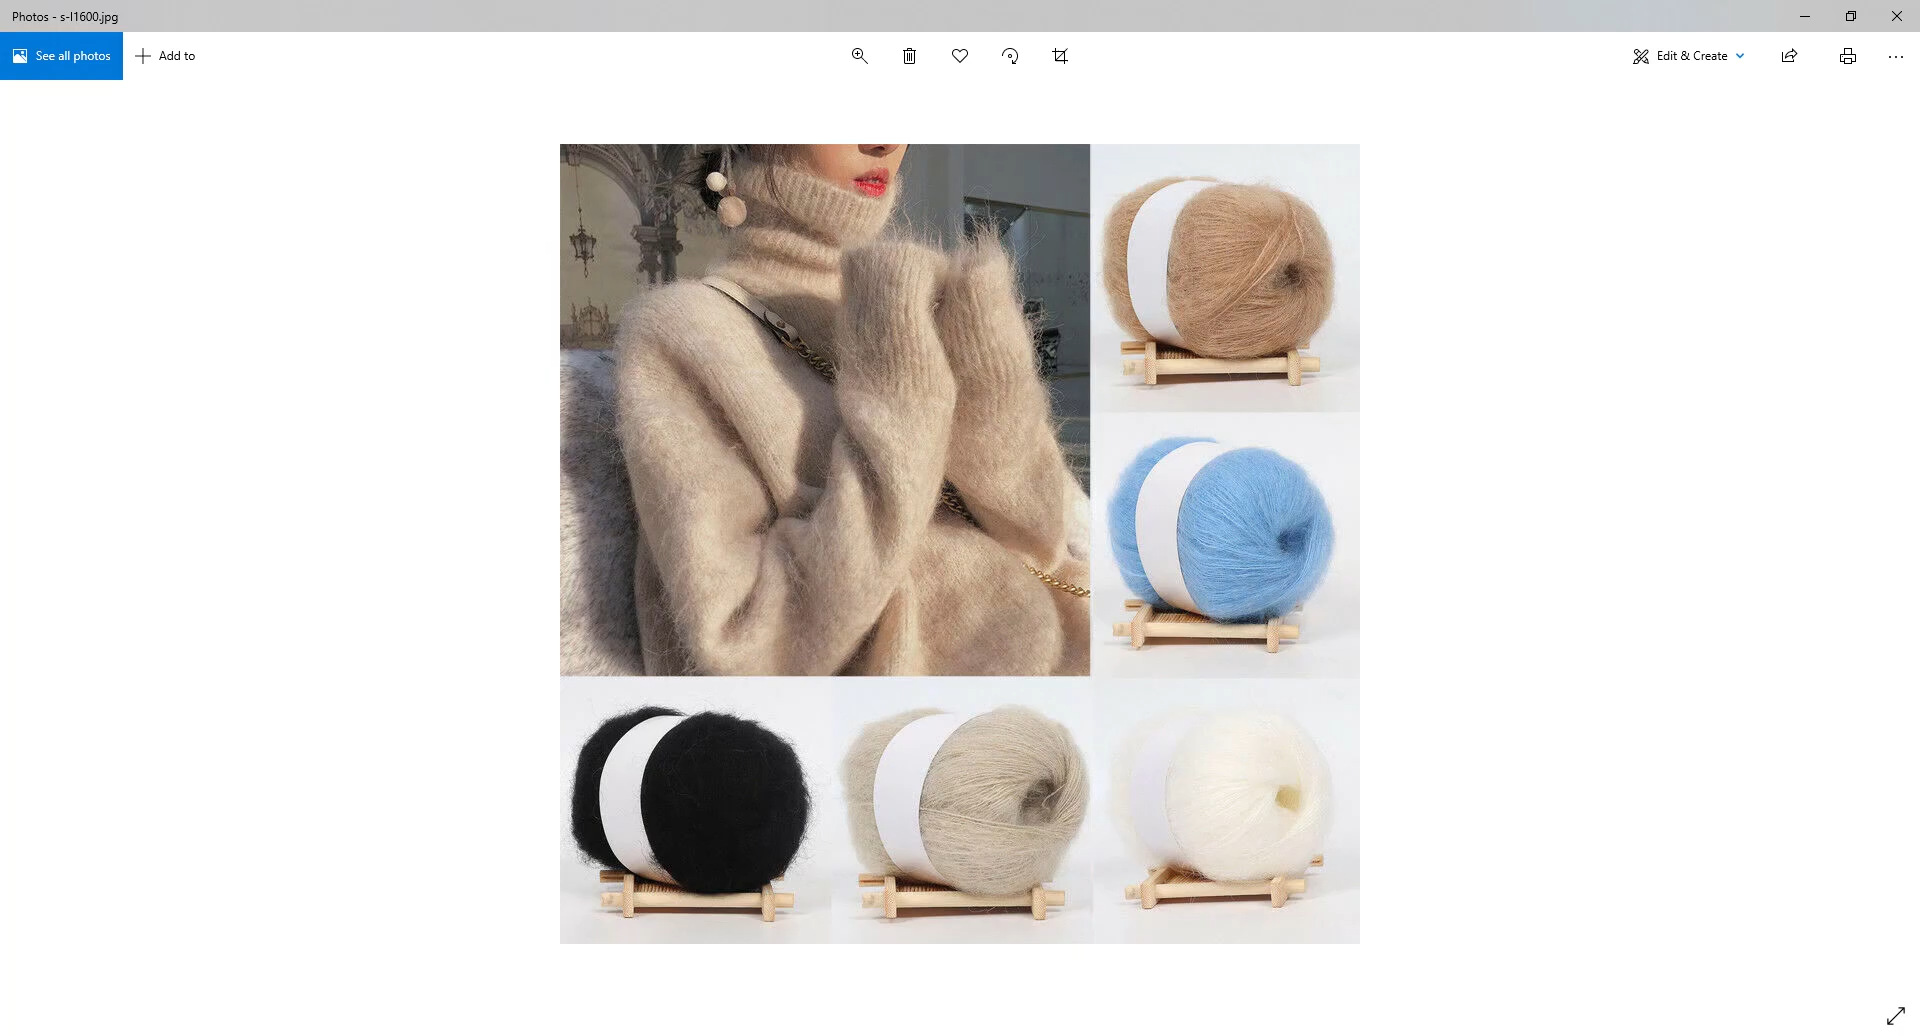 Photos - s-l1600.jpg
See all photos
Add to
Edit & Create